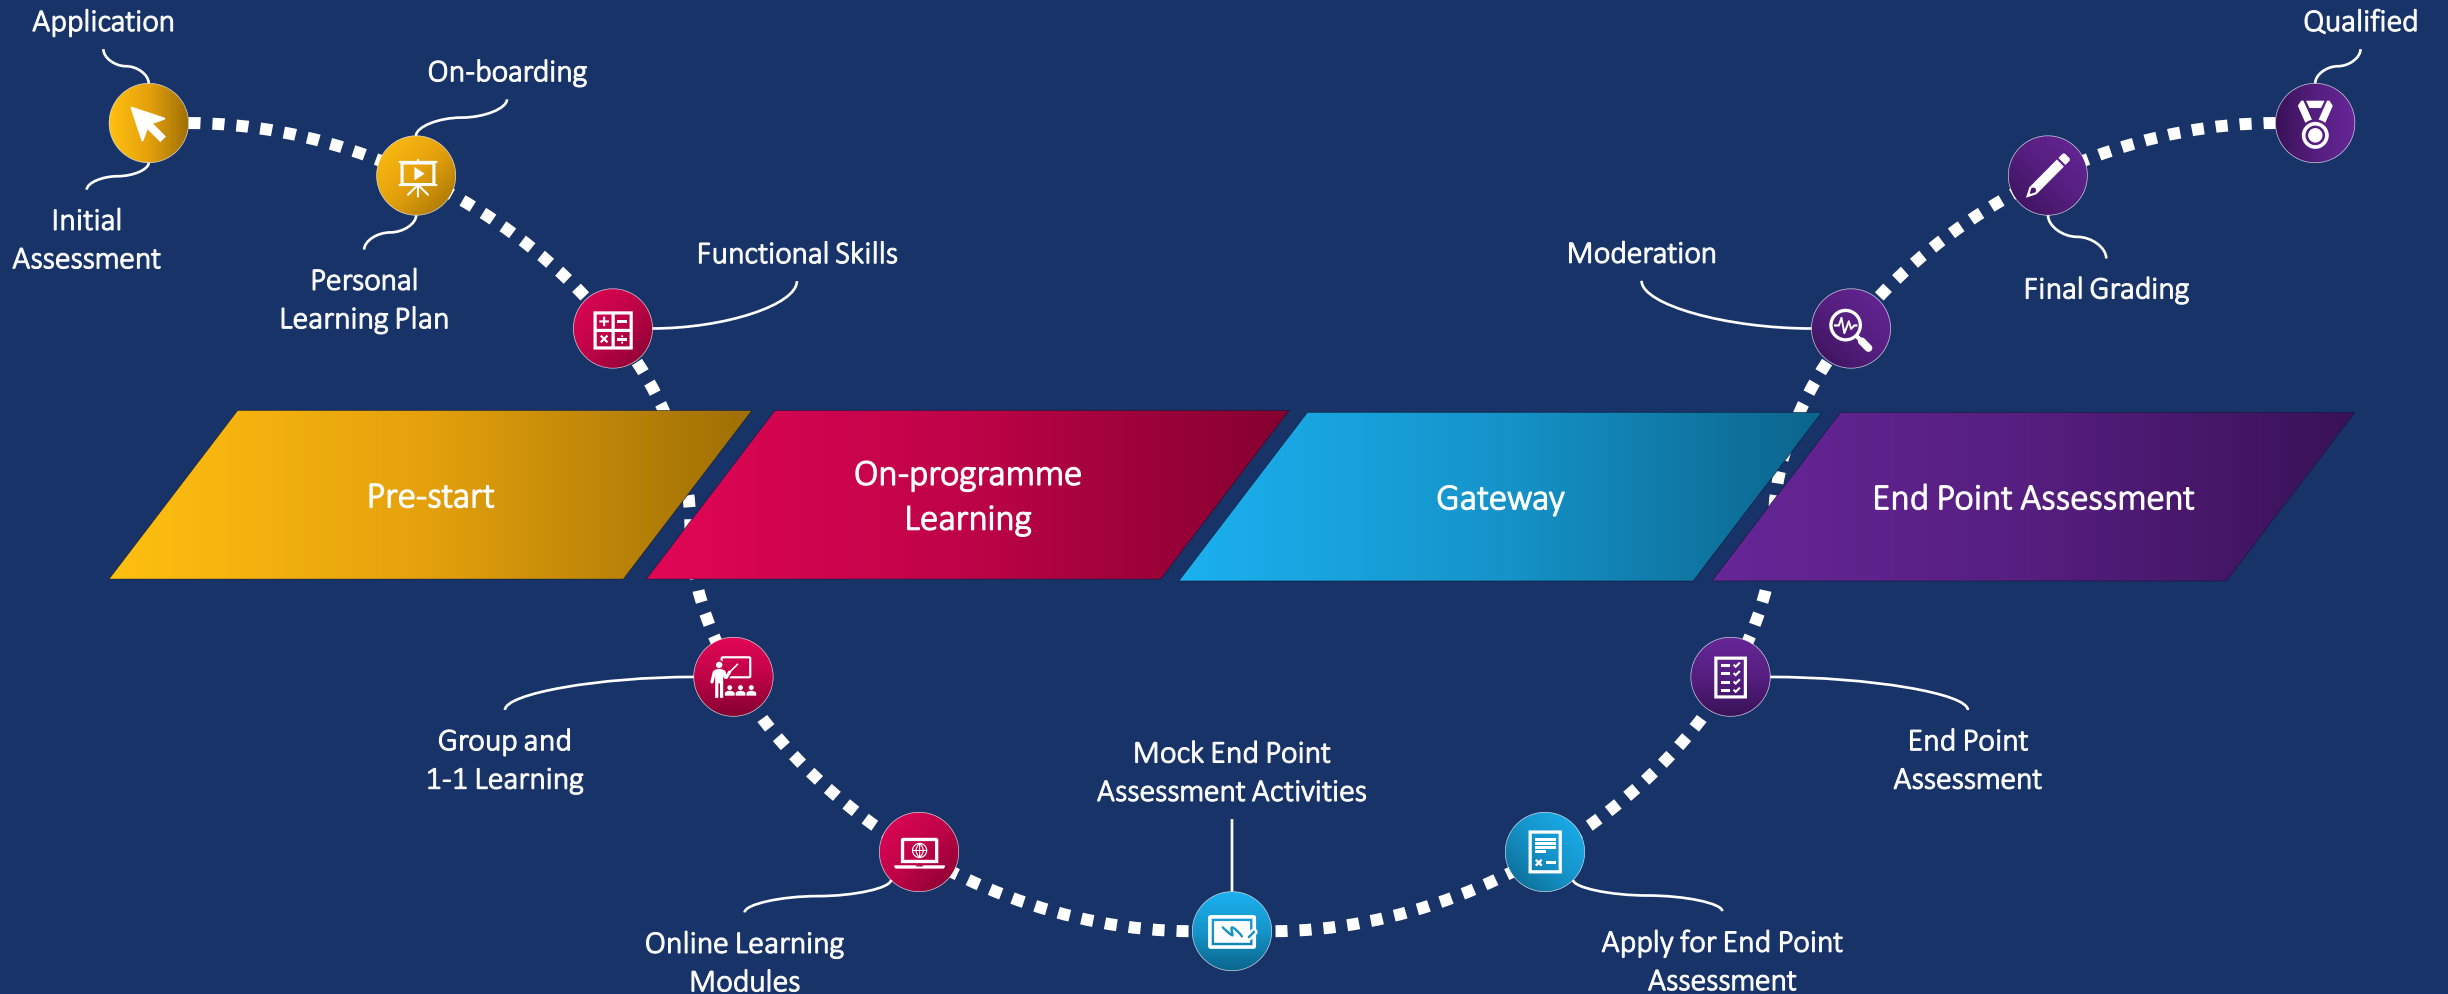 Application
Qualified
On-boarding
Initial
Assessment
Personal
Learning Plan
Functional Skills
Moderation
Final Grading
Pre-start
On-programme
Learning
Gateway
End Point Assessment
Group and
1-1 Learning
Mock End Point
Assessment Activities
End Point
Assessment
Online Learning
Modules
Apply for End Point
Assessment